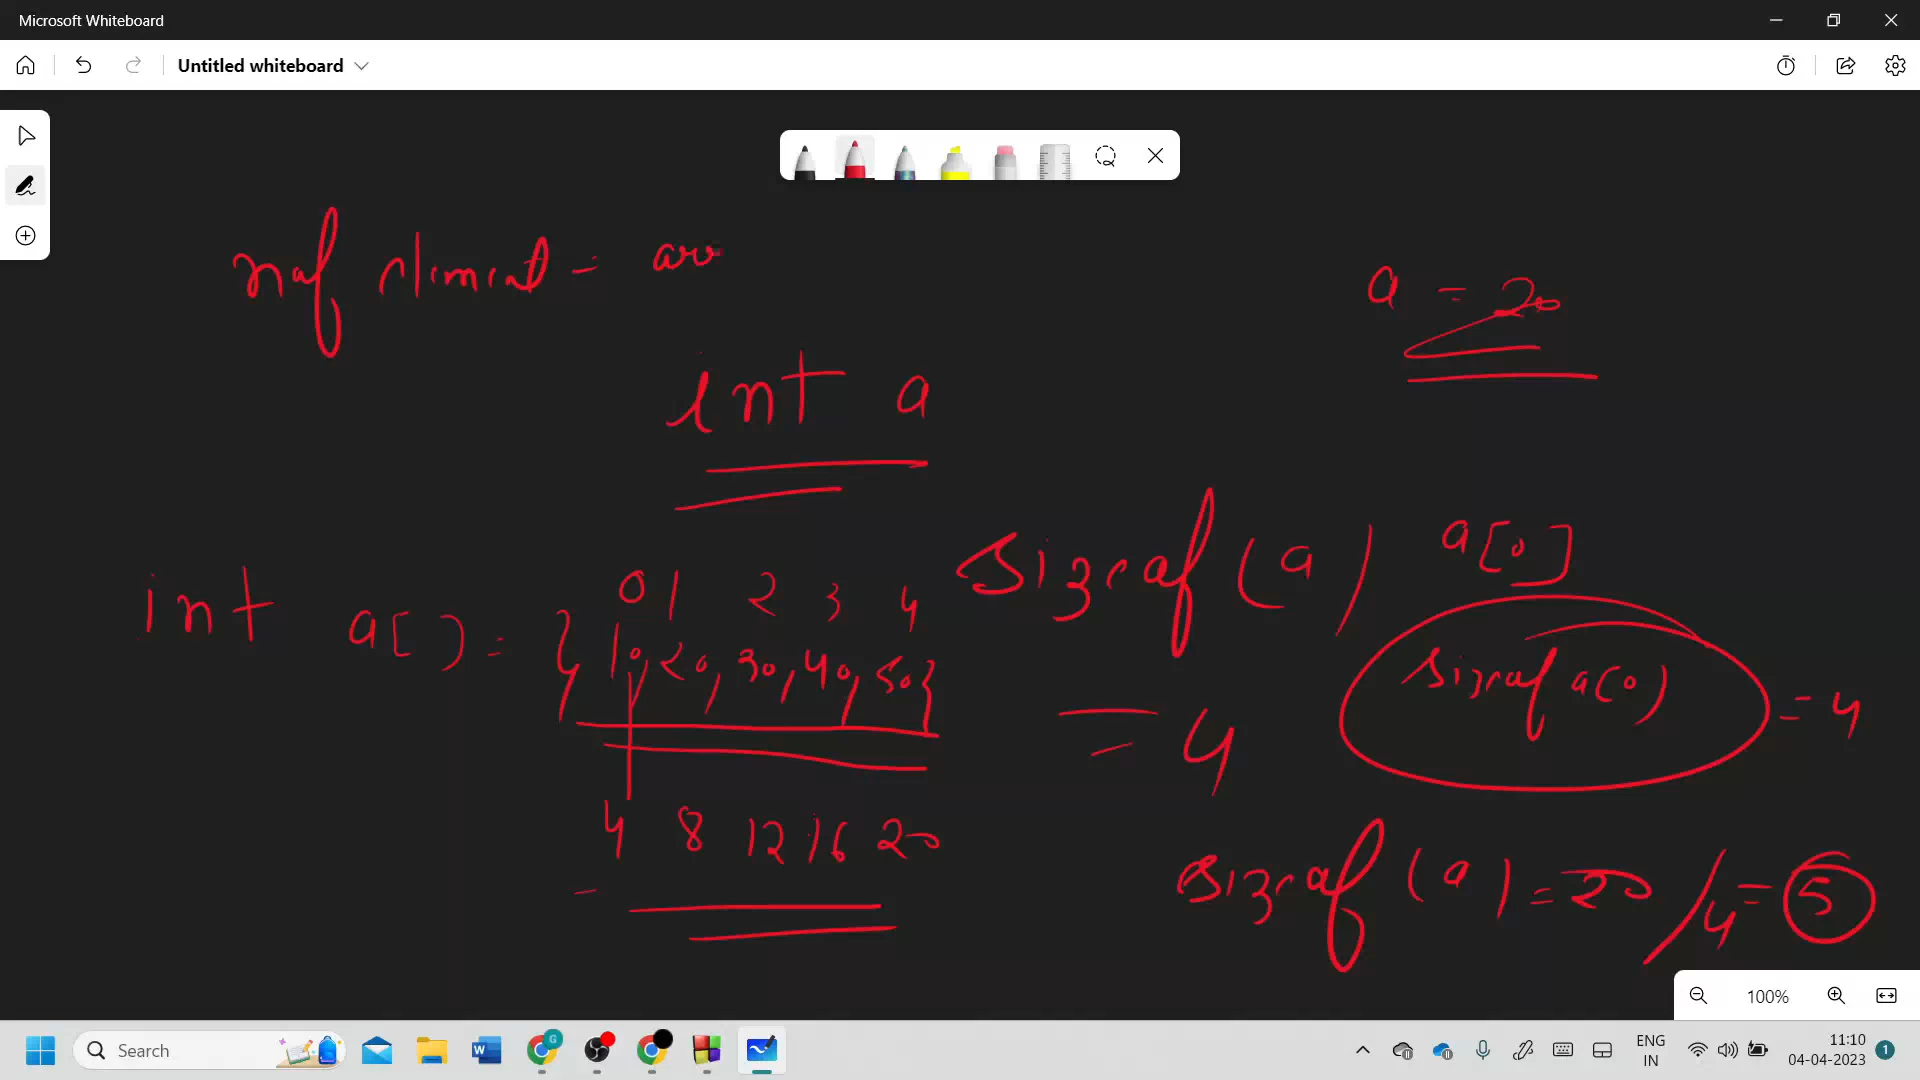 Microsoft Whiteboard
Untitled whiteboard
nof element = arr
a = 20
int a
sizeof (a) a[0]
int a[] = {10, 20, 30, 40, 50}
0 1 2 3 4
sizeof a(0) = 4
= 4
4 8 12 16 20
sizeof (a) = 20 / 4 = 5
100%
Search
ENG
IN
11:10
04-04-2023
1